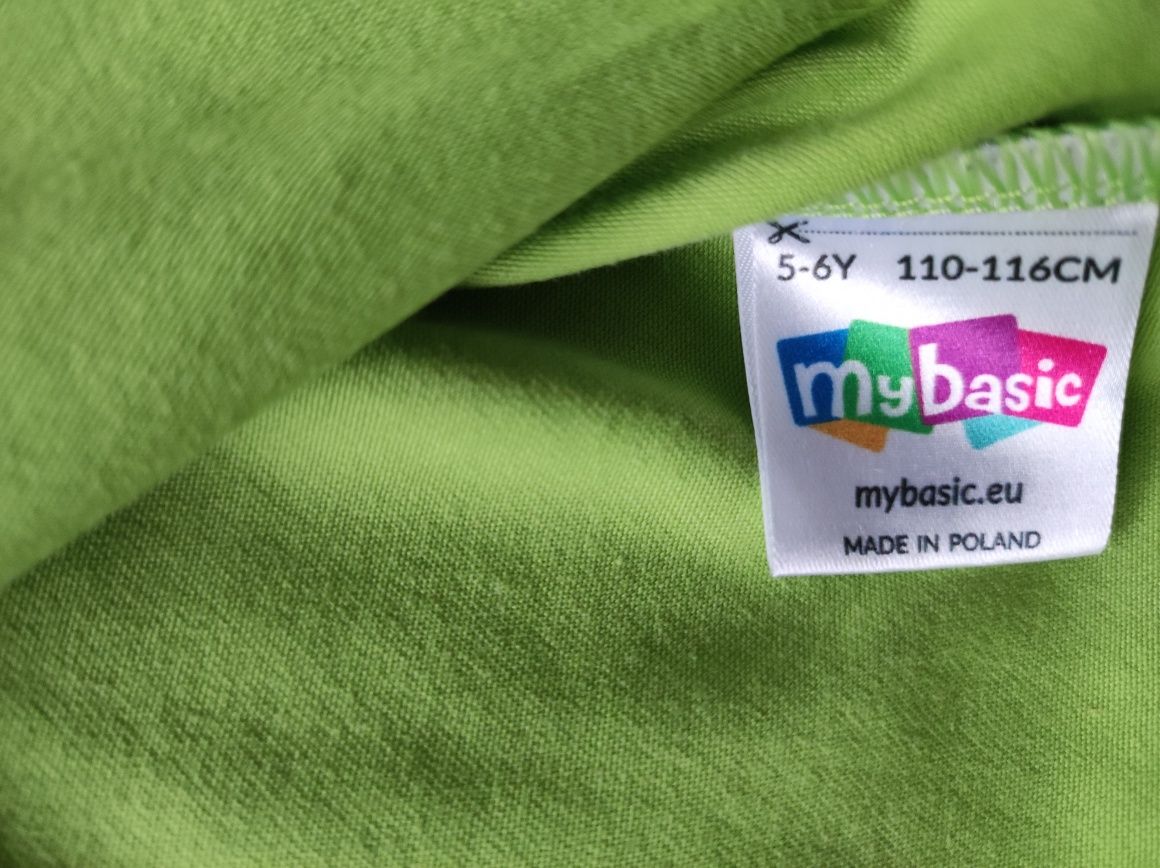 5-6Y 110-116CM
mybasic
mybasic.eu
MADE IN POLAND